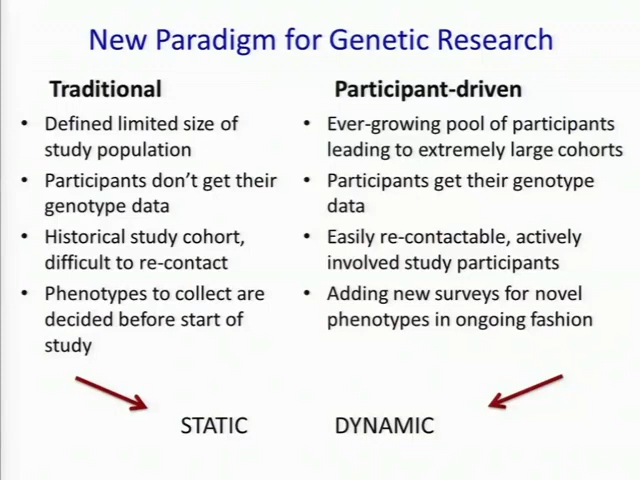 New Paradigm for Genetic Research
Traditional
• Defined limited size of
study population
• Participants don't get their
genotype data
• Historical study cohort,
difficult to re-contact
• Phenotypes to collect are
decided before start of
study
Participant-driven
• Ever-growing pool of participants
leading to extremely large cohorts
• Participants get their genotype
data
• Easily re-contactable, actively
involved study participants
• Adding new surveys for novel
phenotypes in ongoing fashion
STATIC
DYNAMIC